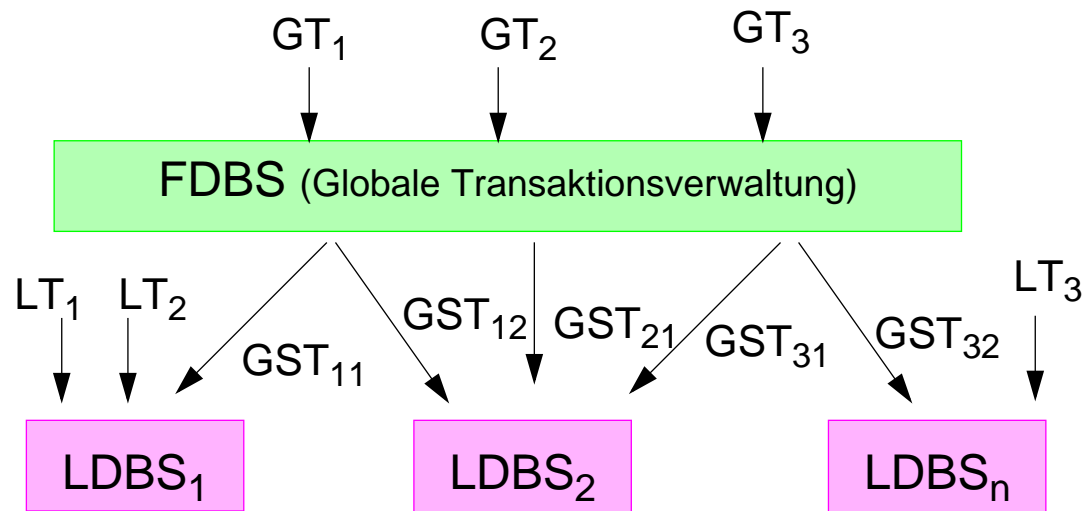 GT₁ GT₂ GT₃
FDBS (Globale Transaktionsverwaltung)
LT₁ LT₂ LT₃
GST₁₁ GST₁₂ GST₂₁ GST₃₁ GST₃₂
LDBS₁ LDBS₂ LDBSₙ